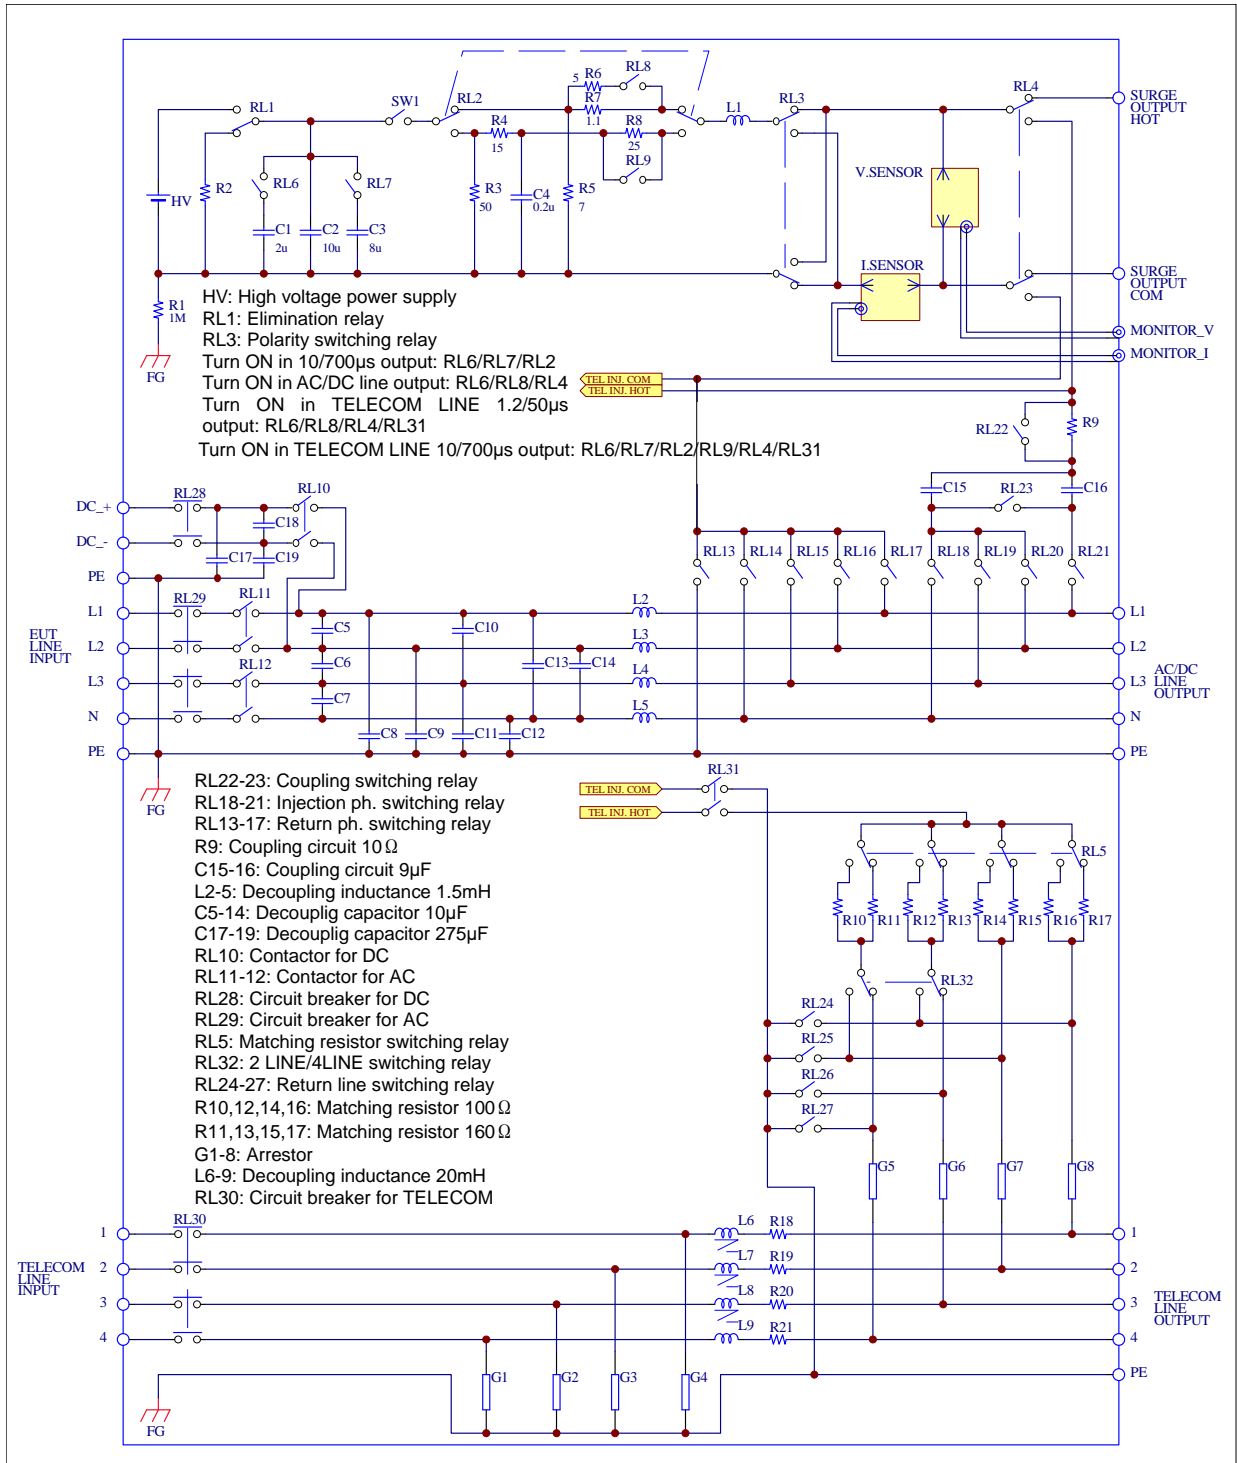 RL1
SW1
RL2
5
R6
RL8
R7
1.1
L1
RL3
RL4
SURGE
OUTPUT
HOT
R4
15
R8
25
RL9
R2
RL6
RL7
HV
R3
50
C4
0.2u
R5
7
V.SENSOR
C1
2u
C2
10u
C3
8u
I.SENSOR
SURGE
OUTPUT
COM
R1
1M
FG
HV: High voltage power supply
RL1: Elimination relay
RL3: Polarity switching relay
Turn ON in 10/700µs output: RL6/RL7/RL2
Turn ON in AC/DC line output: RL6/RL8/RL4
Turn ON in TELECOM LINE 1.2/50µs
output: RL6/RL8/RL4/RL31
Turn ON in TELECOM LINE 10/700µs output: RL6/RL7/RL2/RL9/RL4/RL31
MONITOR_V
MONITOR_I
TEL INJ. COM
TEL INJ. HOT
RL22
R9
C15
RL23
C16
DC_+
RL28
RL10
C18
DC_-
C17
C19
PE
RL13
RL14
RL15
RL16
RL17
RL18
RL19
RL20
RL21
EUT
LINE
INPUT
L1
RL29
RL11
C5
C10
L2
L1
L2
L3
L2
C6
C13
C14
L3
RL12
L4
L3
AC/DC
LINE
OUTPUT
C7
N
L5
N
C8
C9
C11
C12
PE
PE
FG
RL22-23: Coupling switching relay
RL18-21: Injection ph. switching relay
RL13-17: Return ph. switching relay
R9: Coupling circuit 10Ω
C15-16: Coupling circuit 9µF
L2-5: Decoupling inductance 1.5mH
C5-14: Decouplig capacitor 10µF
C17-19: Decouplig capacitor 275µF
RL10: Contactor for DC
RL11-12: Contactor for AC
RL28: Circuit breaker for DC
RL29: Circuit breaker for AC
RL5: Matching resistor switching relay
RL32: 2 LINE/4LINE switching relay
RL24-27: Return line switching relay
R10,12,14,16: Matching resistor 100Ω
R11,13,15,17: Matching resistor 160Ω
G1-8: Arrestor
L6-9: Decoupling inductance 20mH
RL30: Circuit breaker for TELECOM
RL31
TEL INJ. COM
TEL INJ. HOT
RL5
R10
R11
R12
R13
R14
R15
R16
R17
RL32
RL24
RL25
RL26
RL27
G5
G6
G7
G8
TELECOM
LINE
INPUT
1
RL30
L6
R18
1
2
L7
R19
2
3
L8
R20
3
TELECOM
LINE
OUTPUT
4
L9
R21
4
G1
G2
G3
G4
PE
FG